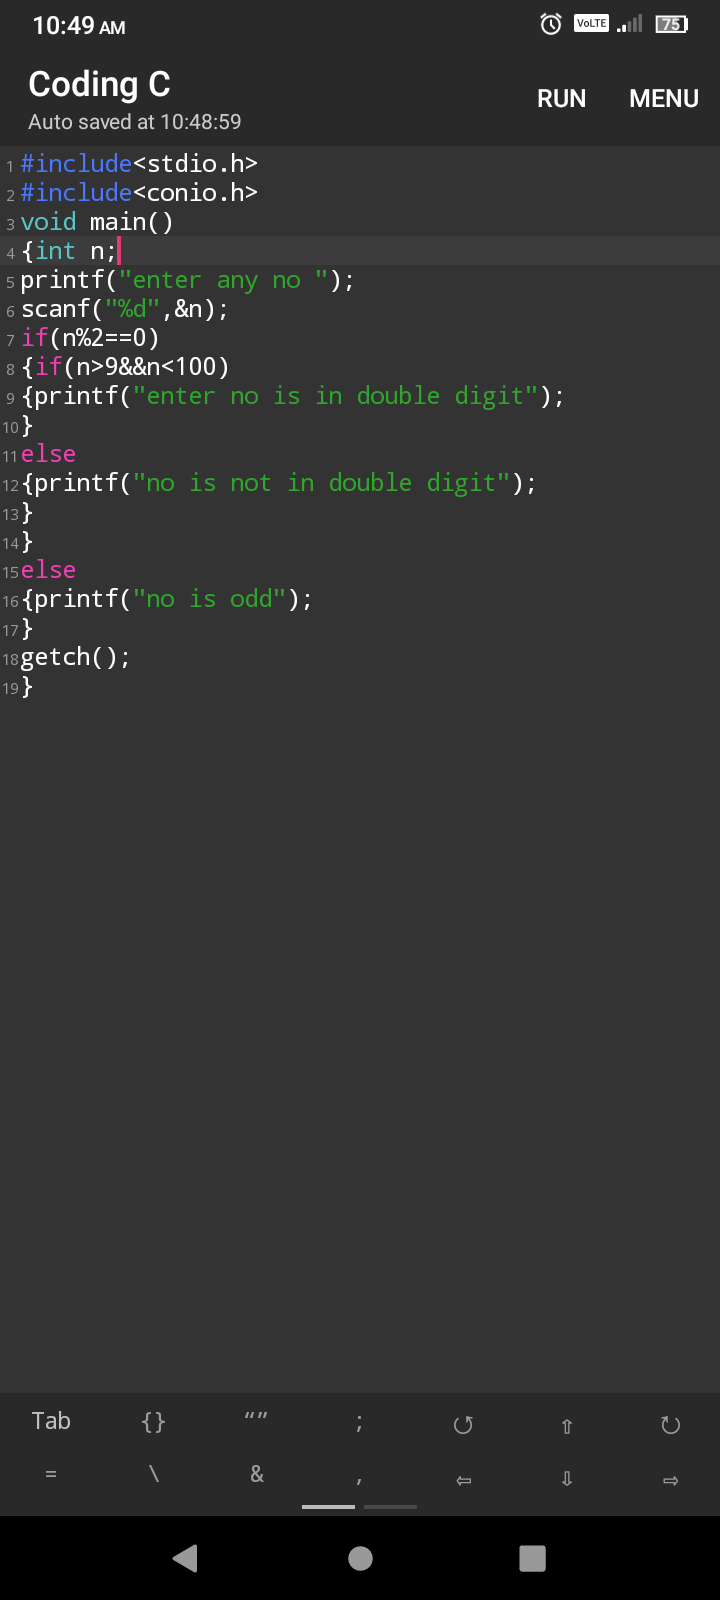 10:49 AM VoLTE 75
Coding C
RUN MENU
Auto saved at 10:48:59
1 #include<stdio.h>
2 #include<conio.h>
3 void main()
4 {int n;
5 printf("enter any no ");
6 scanf("%d",&n);
7 if(n%2==0)
8 {if(n>9&&n<100)
9 {printf("enter no is in double digit");
10 }
11 else
12 {printf("no is not in double digit");
13 }
14 }
15 else
16 {printf("no is odd");
17 }
18 getch();
19 }
Tab {} “” ; ↺ ⇧ ↻
= \ & , ⇦ ⇩ ⇨